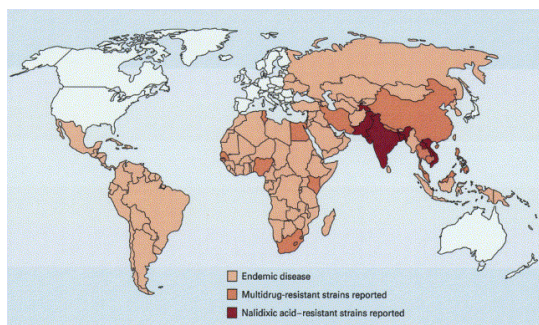 Endemic disease
Multidrug-resistant strains reported
Nalidixic acid–resistant strains reported